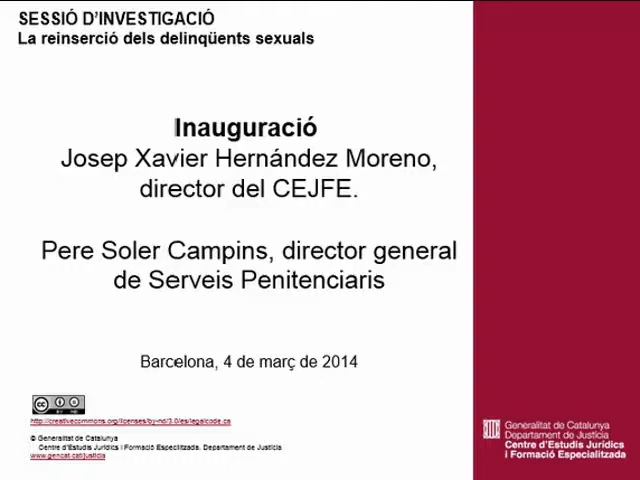 SESSIÓ D'INVESTIGACIÓ
La reinserció dels delinqüents sexuals
Inauguració
Josep Xavier Hernández Moreno,
director del CEJFE.
Pere Soler Campins, director general
de Serveis Penitenciaris
Barcelona, 4 de març de 2014
cc BY ND
http://creativecommons.org/licenses/by-nd/3.0/es/legalcode.ca
© Generalitat de Catalunya
Centre d'Estudis Jurídics i Formació Especialitzada. Departament de Justícia
www.gencat.cat/justicia
Generalitat de Catalunya
Departament de Justícia
Centre d'Estudis Jurídics
i Formació Especialitzada